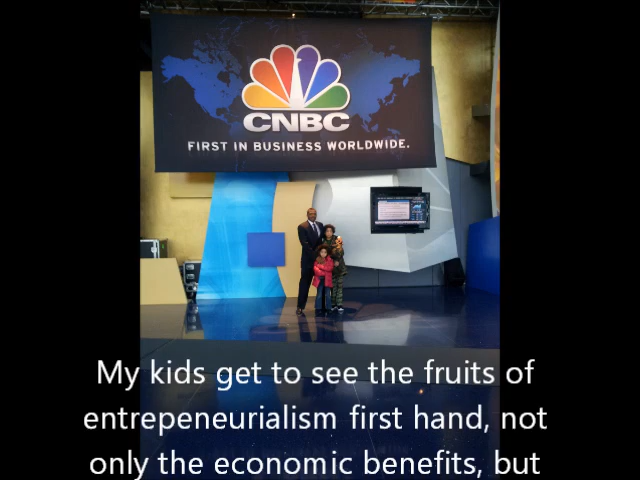 CNBC
FIRST IN BUSINESS WORLDWIDE.
My kids get to see the fruits of
entrepeneurialism first hand, not
only the economic benefits, but